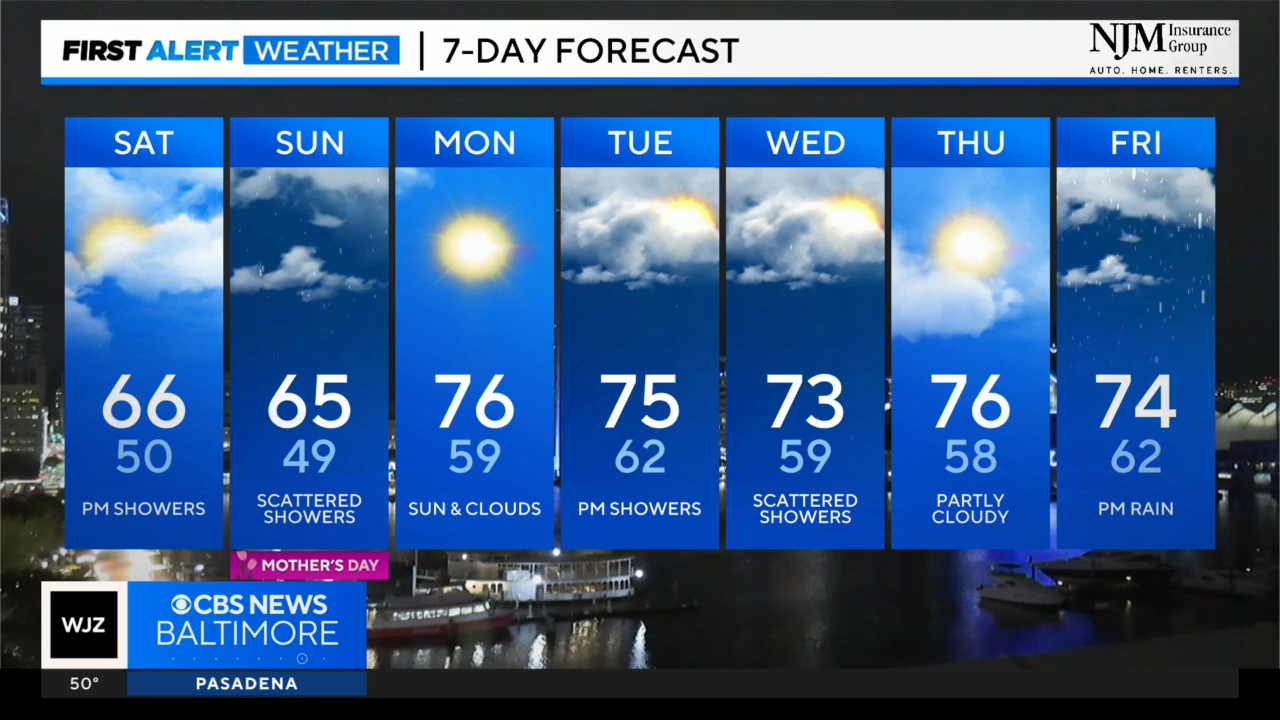 FIRST ALERT WEATHER | 7-DAY FORECAST
NJM Insurance Group
AUTO. HOME. RENTERS.
SAT
66
50
PM SHOWERS
SUN
65
49
SCATTERED
SHOWERS
MOTHER'S DAY
MON
76
59
SUN & CLOUDS
TUE
75
62
PM SHOWERS
WED
73
59
SCATTERED
SHOWERS
THU
76
58
PARTLY
CLOUDY
FRI
74
62
PM RAIN
WJZ
CBS NEWS
BALTIMORE
50° PASADENA